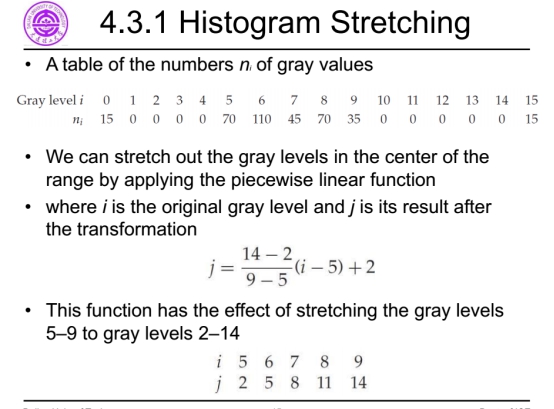 4.3.1 Histogram Stretching
• A table of the numbers nᵢ of gray values
Gray level i 0 1 2 3 4 5 6 7 8 9 10 11 12 13 14 15
nᵢ 15 0 0 0 0 70 110 45 70 35 0 0 0 0 0 15
• We can stretch out the gray levels in the center of the
range by applying the piecewise linear function
• where i is the original gray level and j is its result after
the transformation
j = \frac{14 − 2}{9 − 5}(i − 5) + 2
• This function has the effect of stretching the gray levels
5–9 to gray levels 2–14
i 5 6 7 8 9
j 2 5 8 11 14